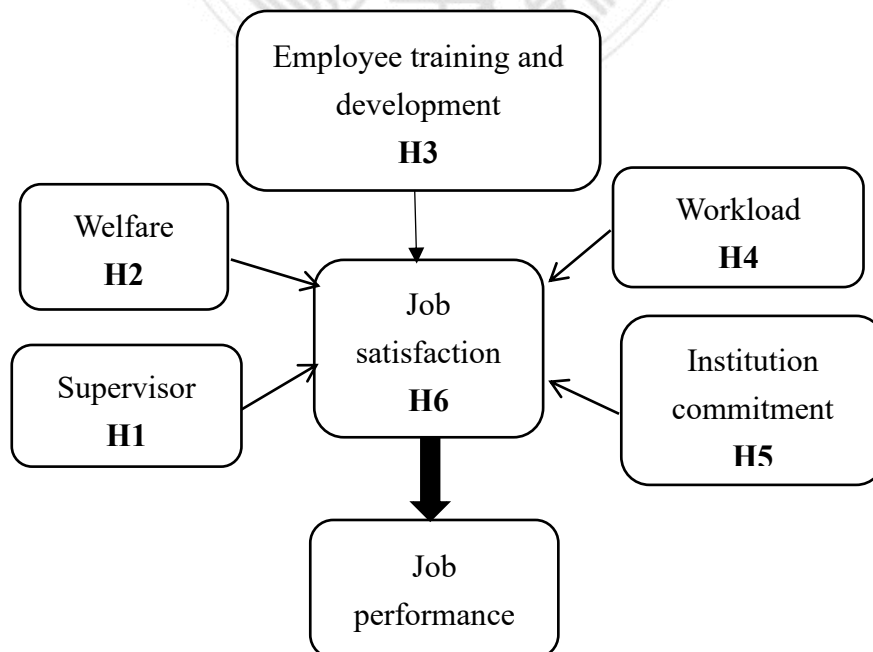 Employee training and
development
H3
Welfare
H2
Workload
H4
Job
satisfaction
H6
Supervisor
H1
Institution
commitment
H5
Job
performance